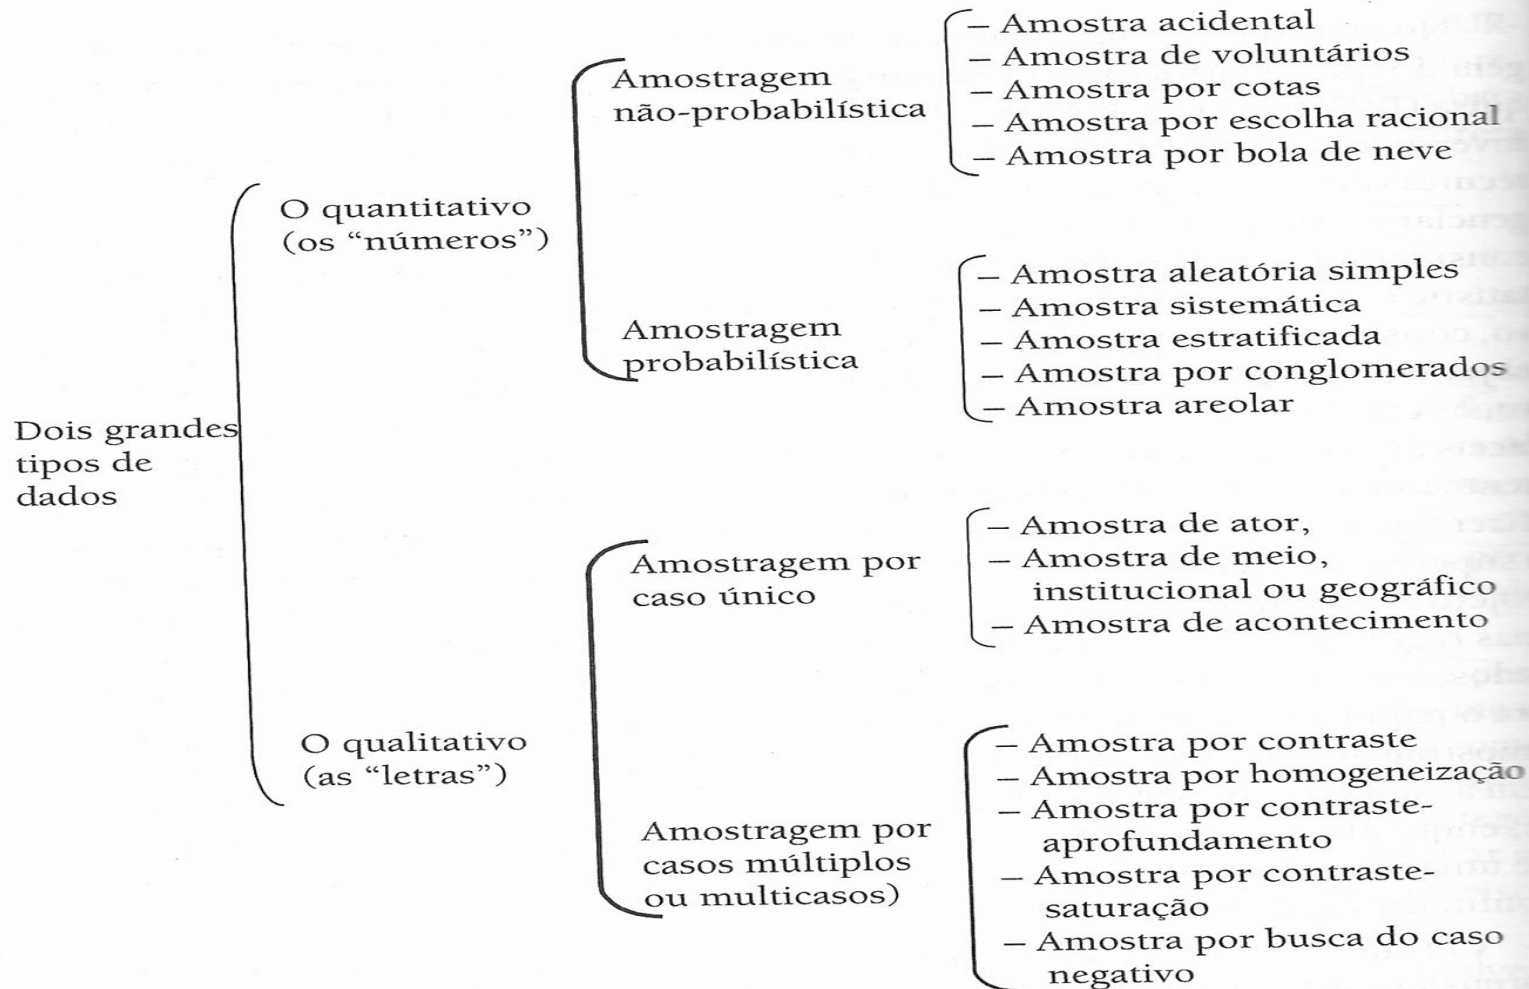 Dois grandes
tipos de
dados
O quantitativo
(os “números”)
Amostragem
não-probabilística
– Amostra acidental
– Amostra de voluntários
– Amostra por cotas
– Amostra por escolha racional
– Amostra por bola de neve
Amostragem
probabilística
– Amostra aleatória simples
– Amostra sistemática
– Amostra estratificada
– Amostra por conglomerados
– Amostra areolar
O qualitativo
(as “letras”)
Amostragem por
caso único
– Amostra de ator,
– Amostra de meio,
institucional ou geográfico
– Amostra de acontecimento
Amostragem por
casos múltiplos
ou multicasos)
– Amostra por contraste
– Amostra por homogeneização
– Amostra por contraste-
aprofundamento
– Amostra por contraste-
saturação
– Amostra por busca do caso
negativo